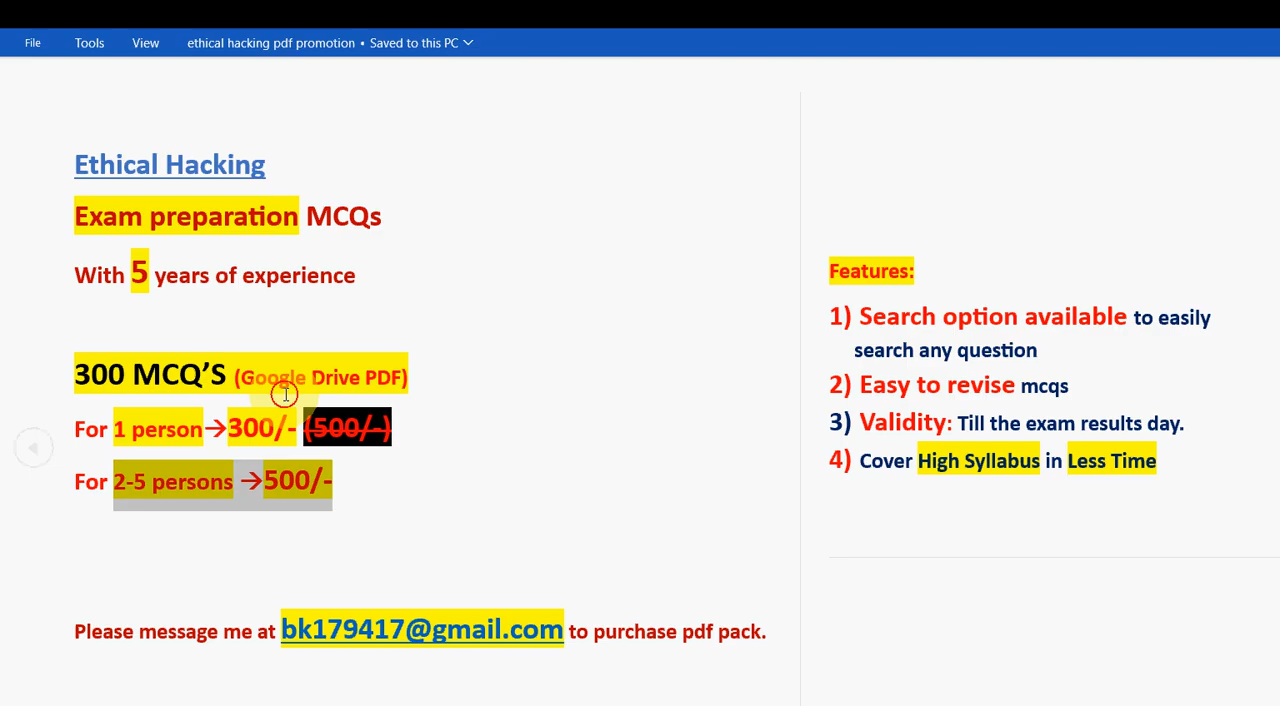 File Tools View ethical hacking pdf promotion • Saved to this PC
Ethical Hacking
Exam preparation MCQs
With 5 years of experience
300 MCQ’S (Google Drive PDF)
For 1 person→300/- (500/-)
For 2-5 persons →500/-
Please message me at bk179417@gmail.com to purchase pdf pack.
Features:
1) Search option available to easily
search any question
2) Easy to revise mcqs
3) Validity: Till the exam results day.
4) Cover High Syllabus in Less Time